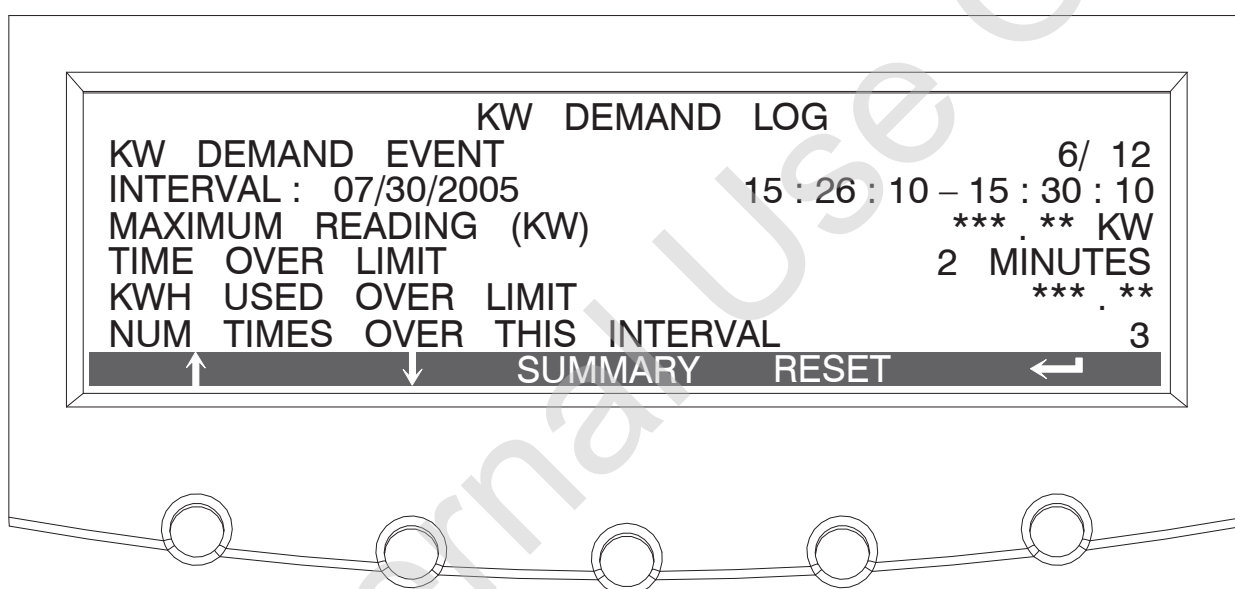 KW DEMAND LOG
KW DEMAND EVENT 6/ 12
INTERVAL : 07/30/2005 15 : 26 : 10 – 15 : 30 : 10
MAXIMUM READING (KW) *** . ** KW
TIME OVER LIMIT 2 MINUTES
KWH USED OVER LIMIT *** . **
NUM TIMES OVER THIS INTERVAL 3
↑ ↓ SUMMARY RESET ←
ernal Use